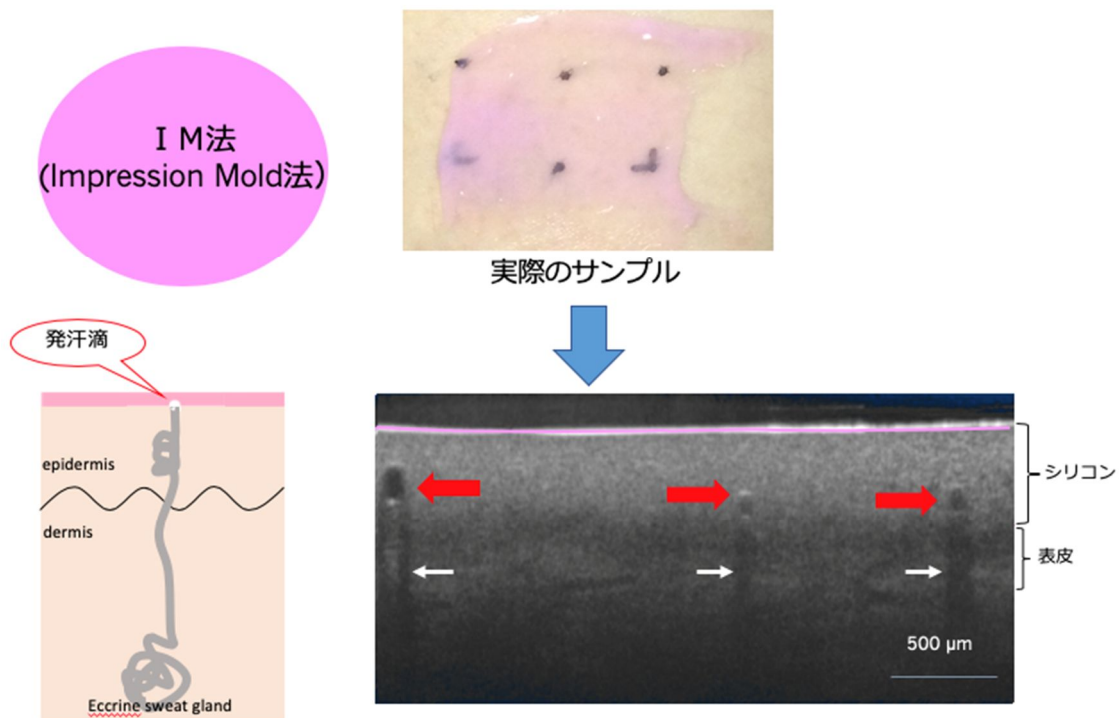 ＩＭ法
(Impression Mold法)
実際のサンプル
発汗滴
epidermis
dermis
Eccrine sweat gland
シリコン
表皮
500 μm